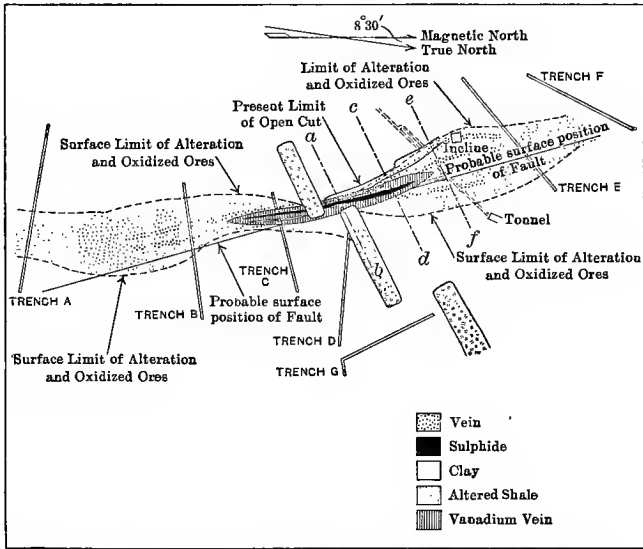 8°30′
Magnetic North
True North
Limit of Alteration
and Oxidized Ores
TRENCH F
Present Limit
of Open Cut
a
c
e
Incline
Probable surface position
of Fault
Surface Limit of Alteration
and Oxidized Ores
TRENCH E
Tonnel
f
d
b
Surface Limit of Alteration
and Oxidized Ores
TRENCH A
TRENCH B
TRENCH
C
Probable surface
position of Fault
TRENCH D
TRENCH G
Surface Limit of Alteration
and Oxidized Ores
Vein
Sulphide
Clay
Altered Shale
Vanadium Vein